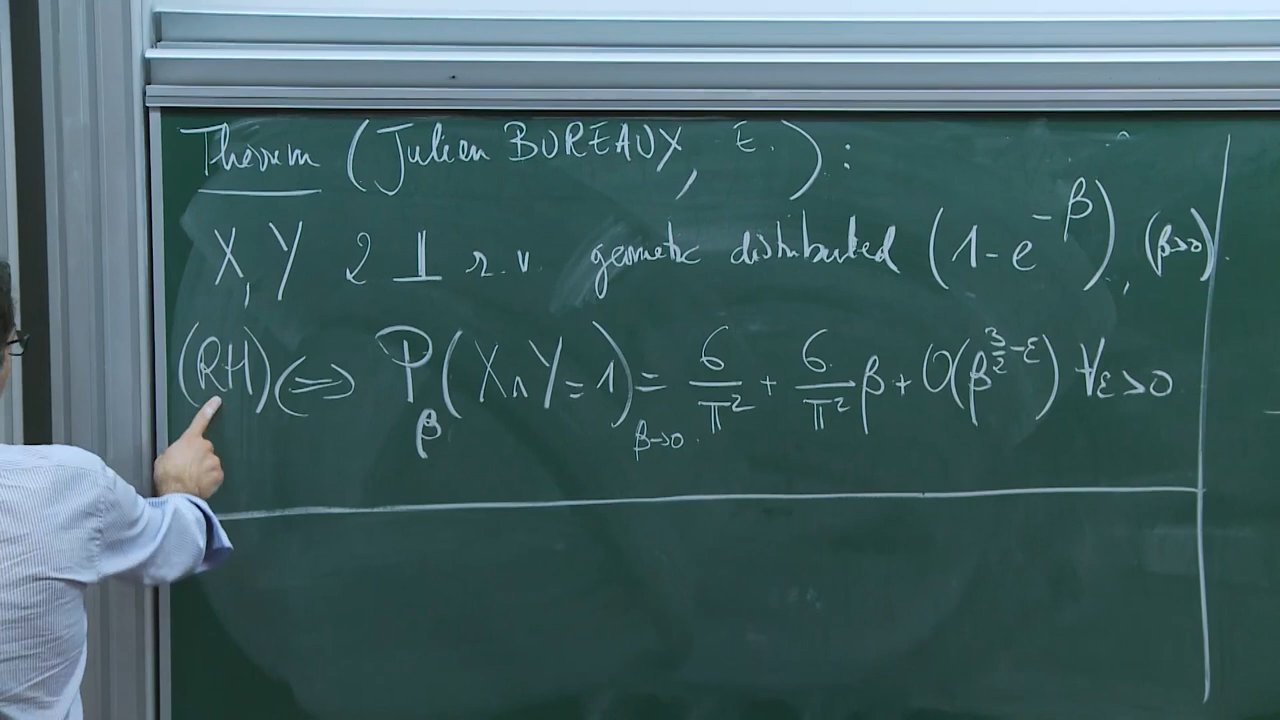 Theorem (Julien BUREAUX, E.):
X, Y 2 ⊥ r.v. geometric distributed (1-e^{-β}), (β>0).
(RH) ⟺ P_β(X∧Y=1) =_{β→0} 6/π² + 6/π² β + O(β^{3/2-ε}) ∀ε>0